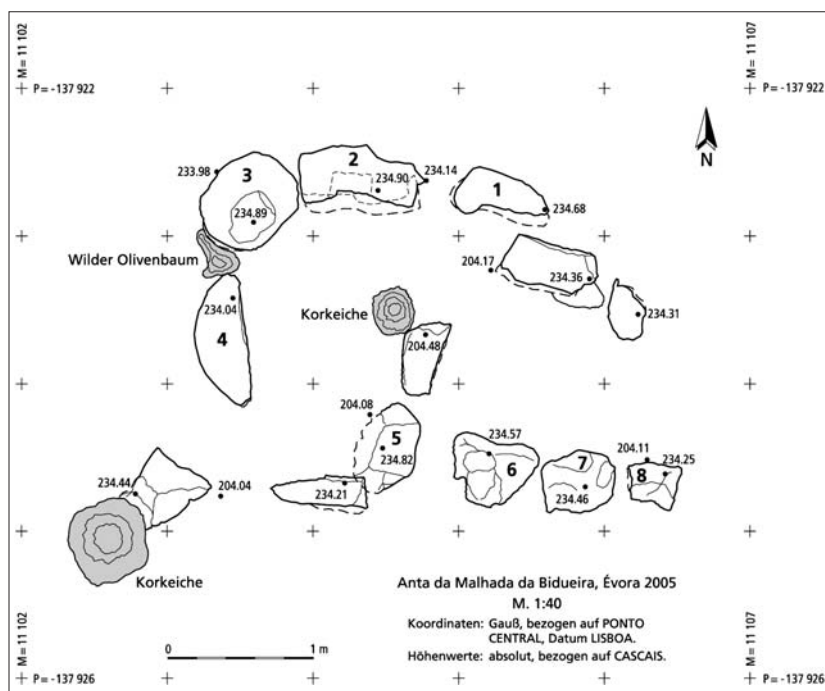 M = 11 102
M = 11 107
P = -137 922
P = -137 922
N
2
3
1
233.98
234.14
234.90
234.89
234.68
Wilder Olivenbaum
204.17
234.36
234.04
Korkeiche
234.31
4
204.48
204.08
5
234.82
234.57
7
204.11
234.25
6
8
234.44
204.04
234.21
234.46
Korkeiche
Anta da Malhada da Bidueira, Évora 2005
M. 1:40
Koordinaten: Gauß, bezogen auf PONTO
CENTRAL, Datum LISBOA.
Höhenwerte: absolut, bezogen auf CASCAIS.
0 1 m
M = 11 102
M = 11 107
P = -137 926
P = -137 926